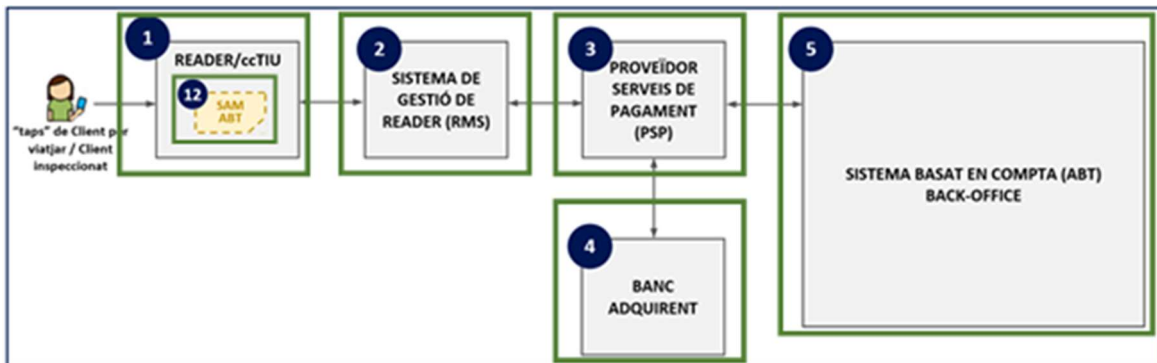 1
READER/ccTIU
12
SAM
ABT
"taps" de Client per
viatjar / Client
inspeccionat
2
SISTEMA DE
GESTIÓ DE
READER (RMS)
3
PROVEÏDOR
SERVEIS DE
PAGAMENT
(PSP)
4
BANC
ADQUIRENT
5
SISTEMA BASAT EN COMPTA (ABT)
BACK-OFFICE